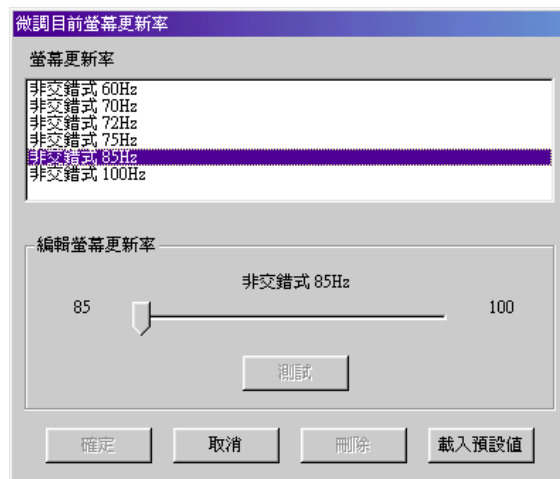 微調目前螢幕更新率
螢幕更新率
非交錯式 60Hz
非交錯式 70Hz
非交錯式 72Hz
非交錯式 75Hz
非交錯式 85Hz
非交錯式 100Hz
編輯螢幕更新率
非交錯式 85Hz
85 100
測試
確定 取消 刪除 載入預設值